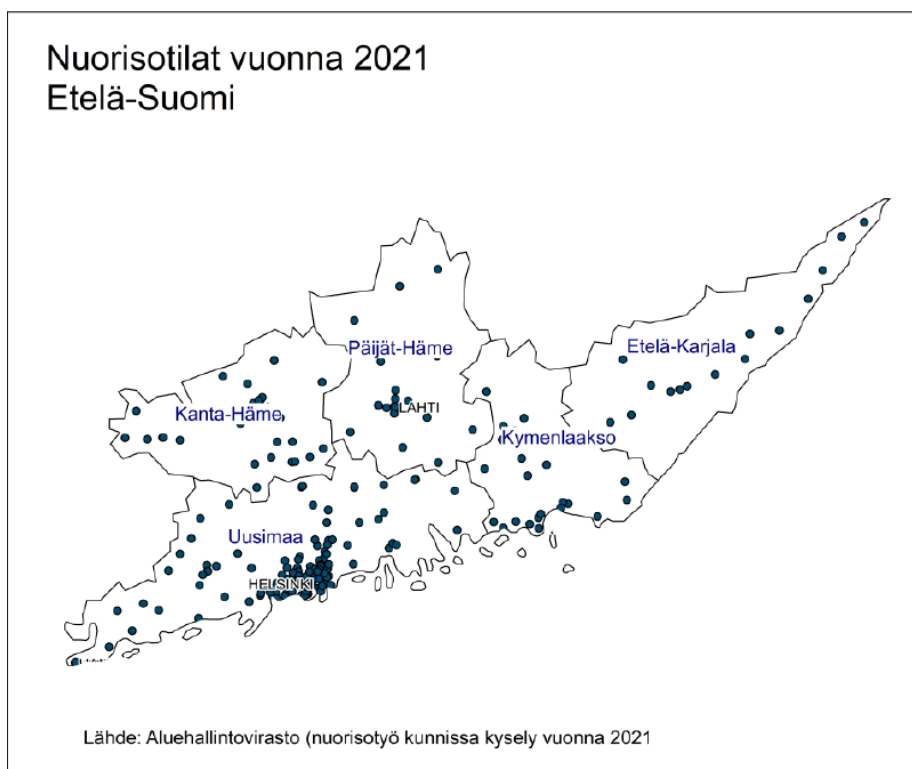 Nuorisotilat vuonna 2021
Etelä-Suomi
Päijät-Häme
Etelä-Karjala
Kanta-Häme
LAHTI
Kymenlaakso
Uusimaa
HELSINKI
Lähde: Aluehallintovirasto (nuorisotyö kunnissa kysely vuonna 2021